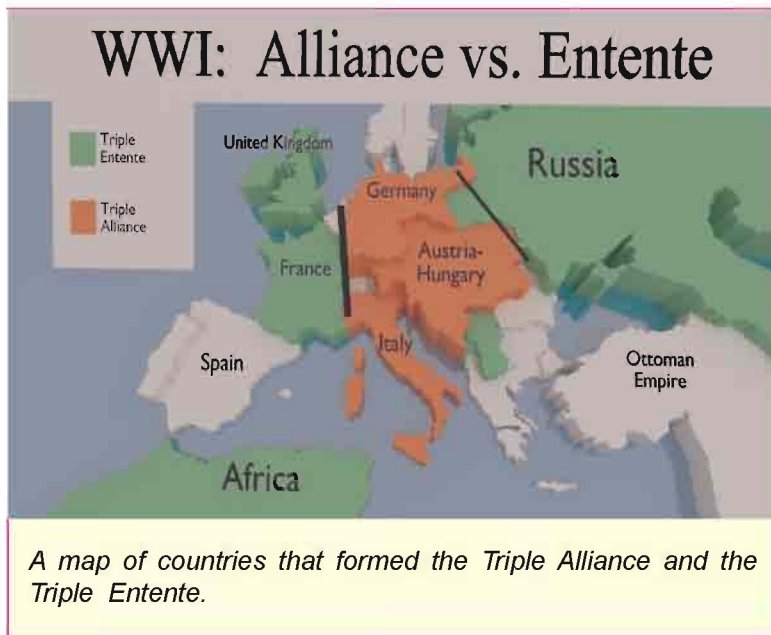 WWI: Alliance vs. Entente
Triple
Entente
Triple
Alliance
United Kingdom
Germany
Russia
France
Austria-
Hungary
Spain
Italy
Ottoman
Empire
Africa
A map of countries that formed the Triple Alliance and the
Triple Entente.